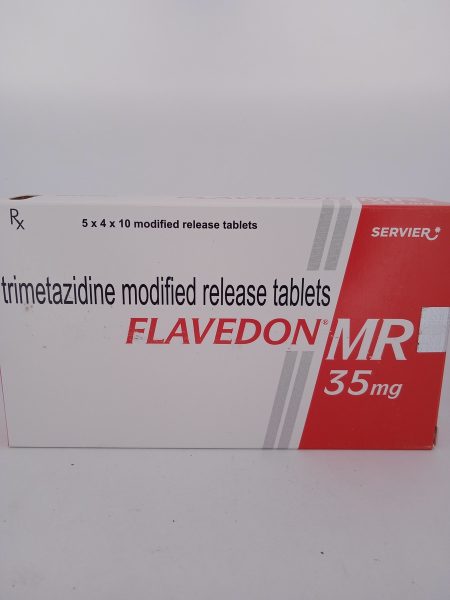 Rx
5 x 4 x 10 modified release tablets
SERVIER
trimetazidine modified release tablets
FLAVEDON® MR
35mg